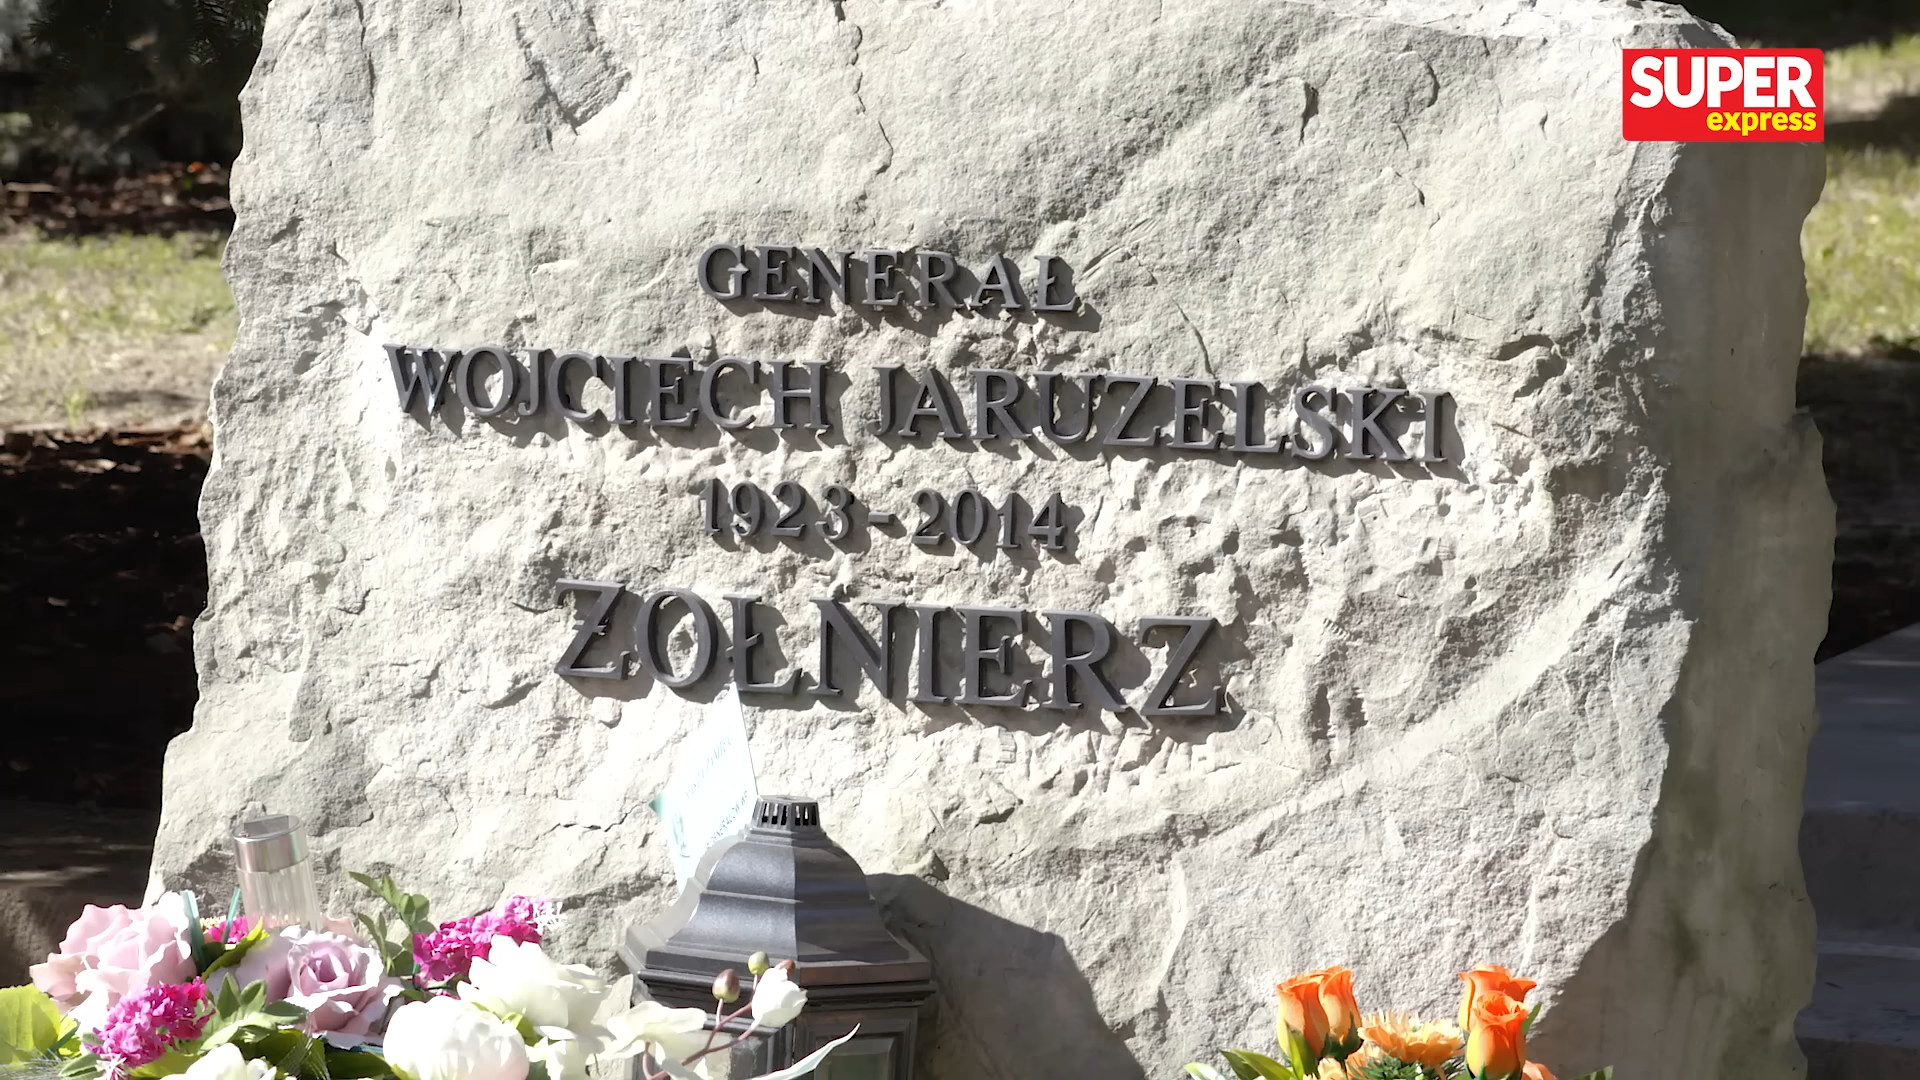 SUPER
express
GENERAŁ
WOJCIECH JARUZELSKI
1923-2014
ŻOŁNIERZ